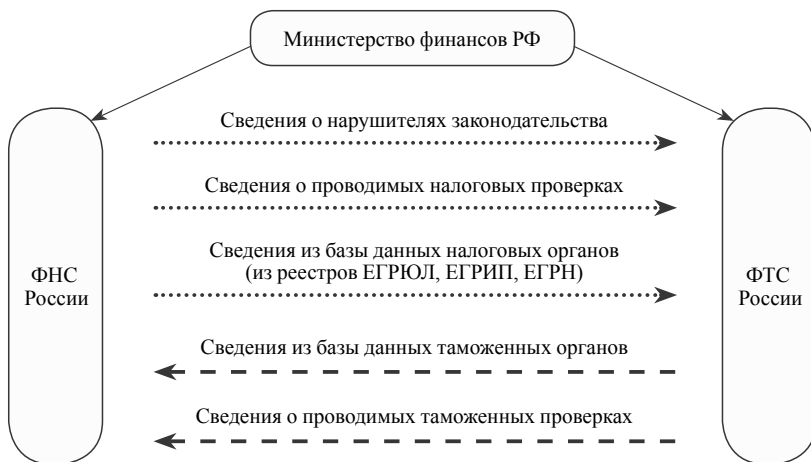 Министерство финансов РФ
Сведения о нарушителях законодательства
Сведения о проводимых налоговых проверках
Сведения из базы данных налоговых органов
(из реестров ЕГРЮЛ, ЕГРИП, ЕГРН)
ФНС
России
ФТС
России
Сведения из базы данных таможенных органов
Сведения о проводимых таможенных проверках